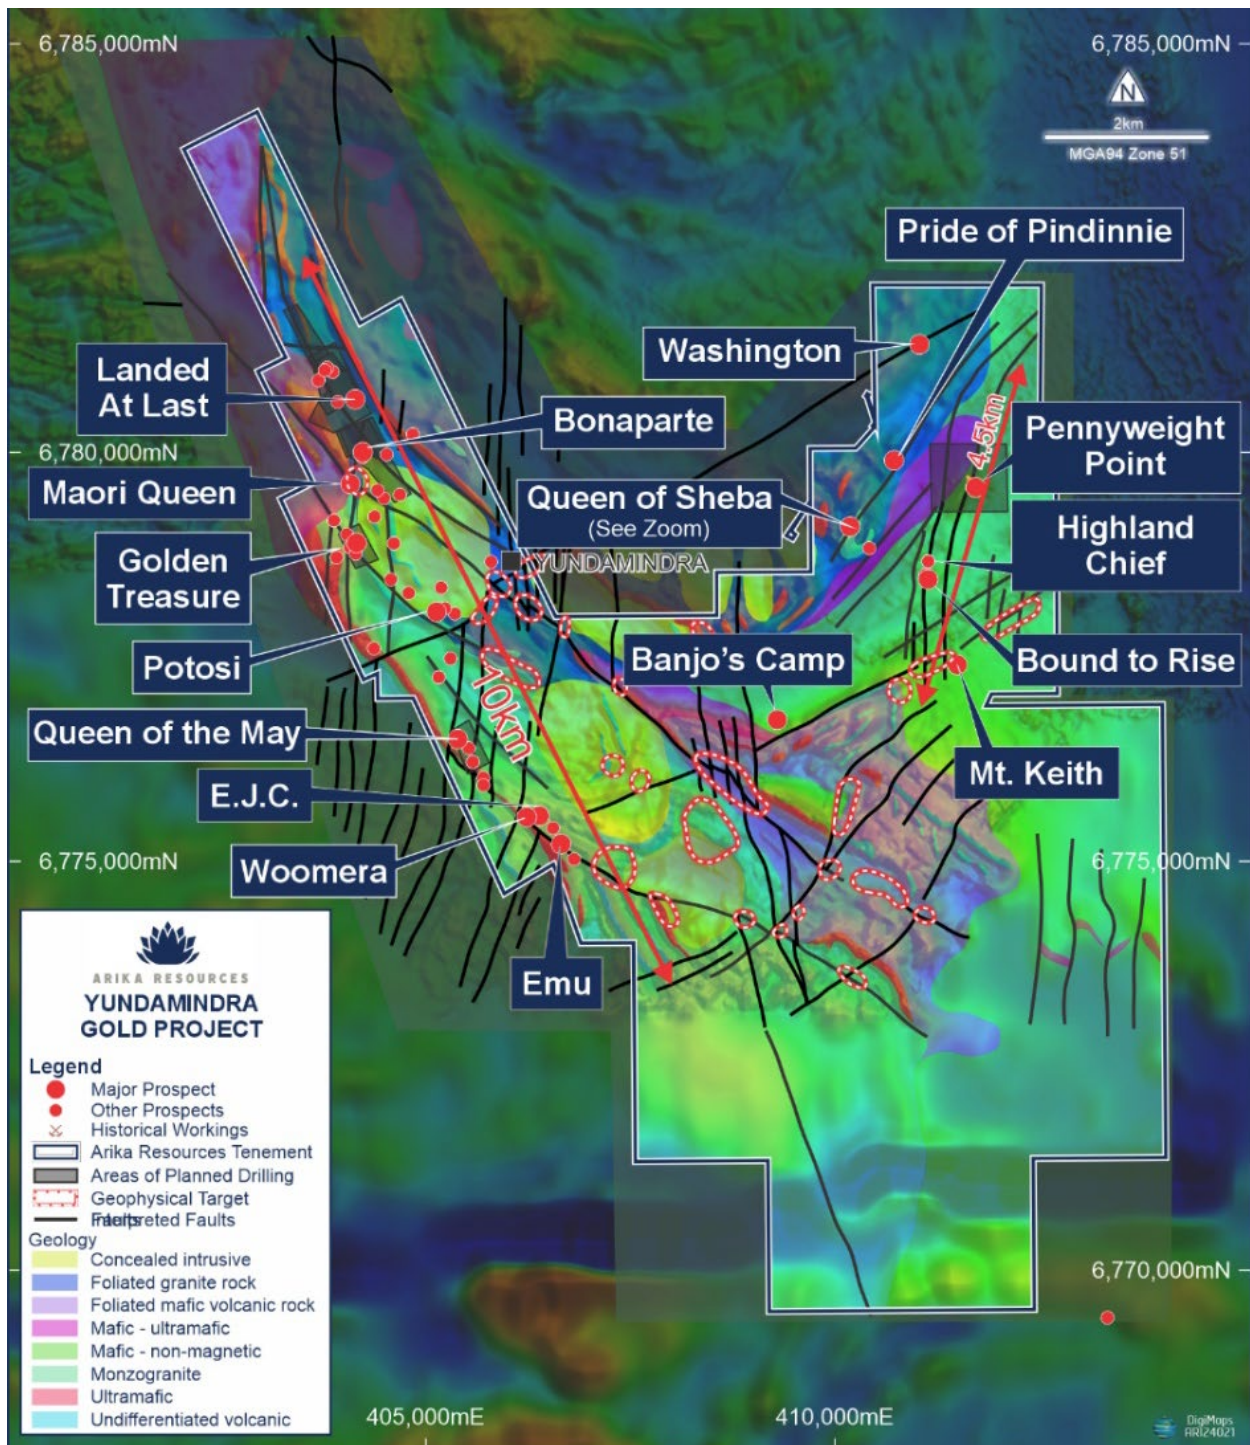 6,785,000mN
6,785,000mN
N
2km
MGA94 Zone 51
Pride of Pindinnie
Washington
Landed
At Last
Bonaparte
4.5km
Pennyweight
Point
6,780,000mN
Maori Queen
Queen of Sheba
(See Zoom)
Highland
Chief
Golden
Treasure
YUNDAMINDRA
Potosi
Banjo's Camp
Bound to Rise
10km
Queen of the May
Mt. Keith
E.J.C.
6,775,000mN
6,775,000mN
Woomera
Emu
ARIKA RESOURCES
YUNDAMINDRA
GOLD PROJECT
Legend
Major Prospect
Other Prospects
Historical Workings
Arika Resources Tenement
Areas of Planned Drilling
Geophysical Target
Faults
Interpreted Faults
Geology
Concealed intrusive
Foliated granite rock
Foliated mafic volcanic rock
Mafic - ultramafic
Mafic - non-magnetic
Monzogranite
Ultramafic
Undifferentiated volcanic
6,770,000mN
405,000mE
410,000mE
DigiMaps
ARI24021